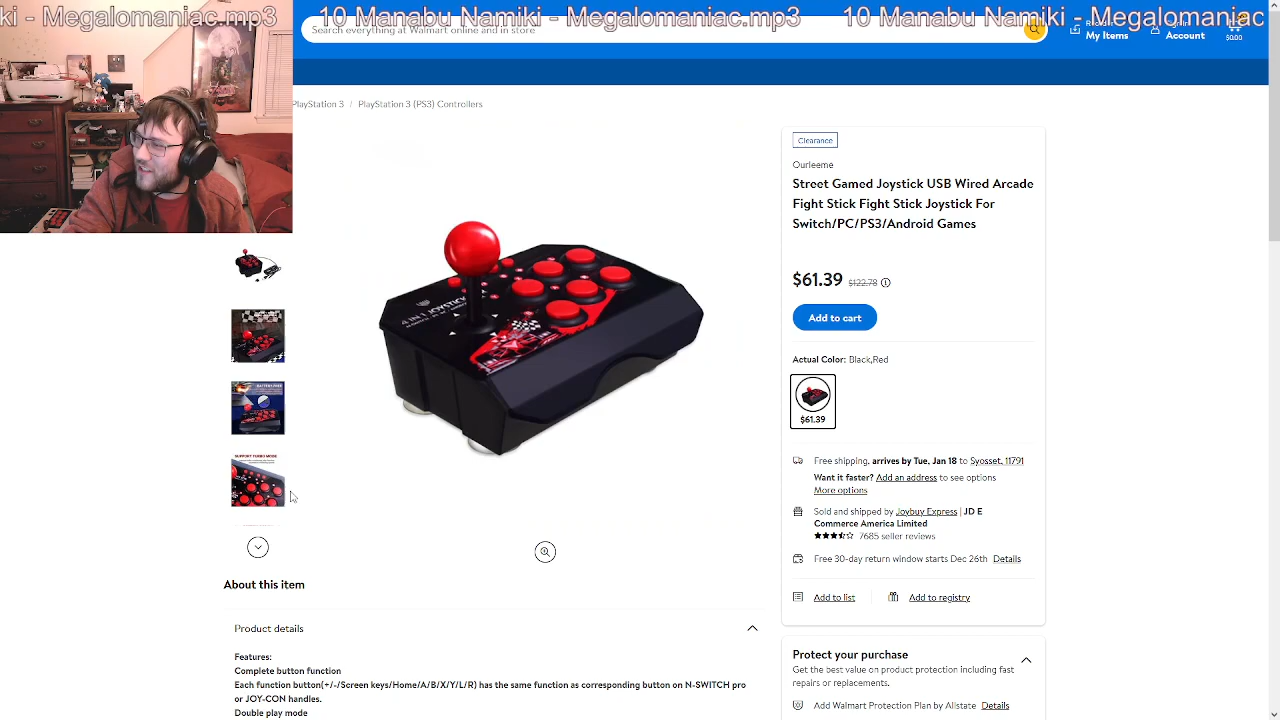 ki - Megalomaniac.mp3    10 Manabu Namiki - Megalomaniac.mp3    10 Manabu Namiki - Megalomaniac
Search everything at Walmart online and in store
My Items
Account
$0.00
PlayStation 3 / PlayStation 3 (PS3) Controllers
Clearance
Ourleeme
Street Gamed Joystick USB Wired Arcade
Fight Stick Fight Stick Joystick For
Switch/PC/PS3/Android Games
$61.39 $122.78
Add to cart
Actual Color: Black,Red
$61.39
Free shipping, arrives by Tue, Jan 18 to Syosset, 11791
Want it faster? Add an address to see options
More options
Sold and shipped by Joybuy Express | JD E
Commerce America Limited
7685 seller reviews
Free 30-day return window starts Dec 26th Details
Add to list
Add to registry
4 IN 1 JOYSTICK
SUPPORT TURBO MODE
About this item
Product details
Features:
Complete button function
Each function button(+/-/Screen keys/Home/A/B/X/Y/L/R) has the same function as corresponding button on N-SWITCH pro
or JOY-CON handles.
Double play mode
Protect your purchase
Get the best value on product protection including fast
repairs or replacements.
Add Walmart Protection Plan by Allstate Details